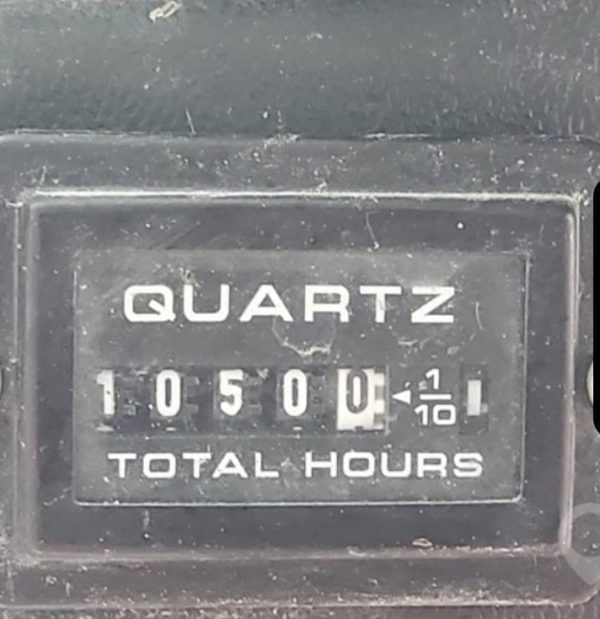 QUARTZ
1 0 5 0 0 ◄ 1/10
TOTAL HOURS